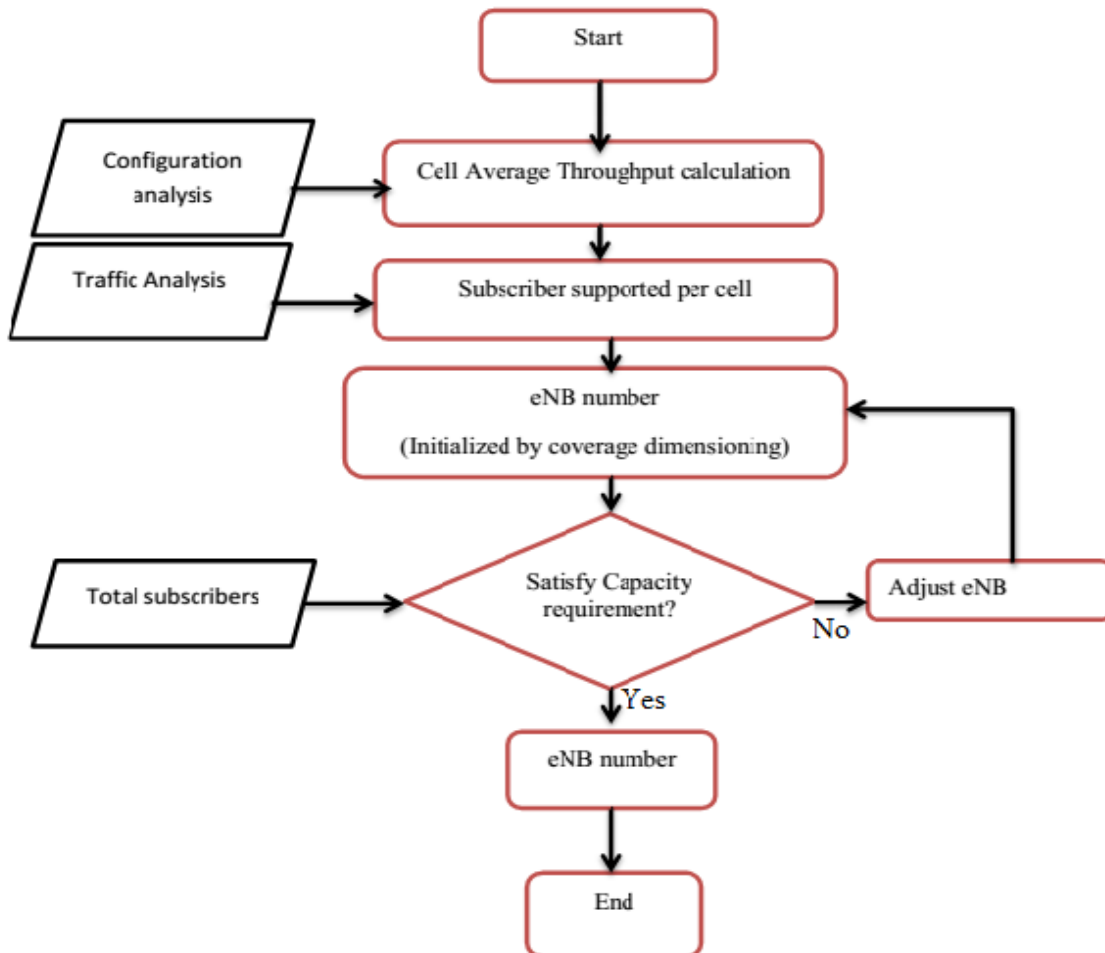 Start
Configuration
analysis
Cell Average Throughput calculation
Traffic Analysis
Subscriber supported per cell
eNB number
(Initialized by coverage dimensioning)
Total subscribers
Satisfy Capacity
requirement?
Adjust eNB
No
Yes
eNB number
End